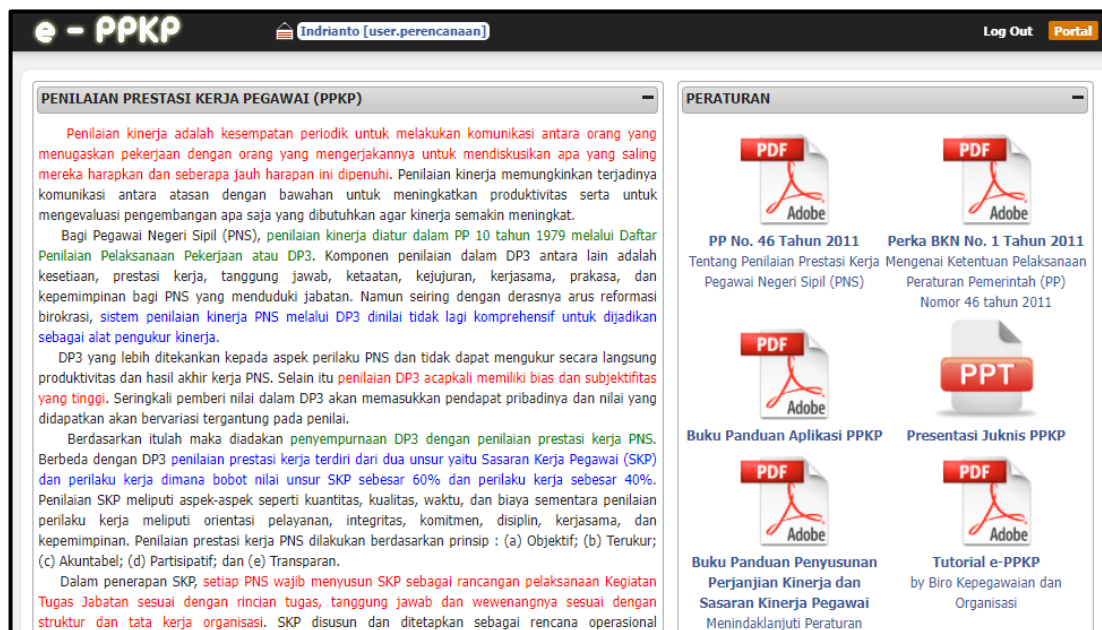 e - PPKP
Indrianto [user.perencanaan]
Log Out
Portal
PENILAIAN PRESTASI KERJA PEGAWAI (PPKP)
Penilaian kinerja adalah kesempatan periodik untuk melakukan komunikasi antara orang yang
menugaskan pekerjaan dengan orang yang mengerjakannya untuk mendiskusikan apa yang saling
mereka harapkan dan seberapa jauh harapan ini dipenuhi. Penilaian kinerja memungkinkan terjadinya
komunikasi antara atasan dengan bawahan untuk meningkatkan produktivitas serta untuk
mengevaluasi pengembangan apa saja yang dibutuhkan agar kinerja semakin meningkat.
Bagi Pegawai Negeri Sipil (PNS), penilaian kinerja diatur dalam PP 10 tahun 1979 melalui Daftar
Penilaian Pelaksanaan Pekerjaan atau DP3. Komponen penilaian dalam DP3 antara lain adalah
kesetiaan, prestasi kerja, tanggung jawab, ketaatan, kejujuran, kerjasama, prakasa, dan
kepemimpinan bagi PNS yang menduduki jabatan. Namun seiring dengan derasnya arus reformasi
birokrasi, sistem penilaian kinerja PNS melalui DP3 dinilai tidak lagi komprehensif untuk dijadikan
sebagai alat pengukur kinerja.
DP3 yang lebih ditekankan kepada aspek perilaku PNS dan tidak dapat mengukur secara langsung
produktivitas dan hasil akhir kerja PNS. Selain itu penilaian DP3 acapkali memiliki bias dan subjektifitas
yang tinggi. Seringkali pemberi nilai dalam DP3 akan memasukkan pendapat pribadinya dan nilai yang
didapatkan akan bervariasi tergantung pada penilai.
Berdasarkan itulah maka diadakan penyempurnaan DP3 dengan penilaian prestasi kerja PNS.
Berbeda dengan DP3 penilaian prestasi kerja terdiri dari dua unsur yaitu Sasaran Kerja Pegawai (SKP)
dan perilaku kerja dimana bobot nilai unsur SKP sebesar 60% dan perilaku kerja sebesar 40%.
Penilaian SKP meliputi aspek-aspek seperti kuantitas, kualitas, waktu, dan biaya sementara penilaian
perilaku kerja meliputi orientasi pelayanan, integritas, komitmen, disiplin, kerjasama, dan
kepemimpinan. Penilaian prestasi kerja PNS dilakukan berdasarkan prinsip : (a) Objektif; (b) Terukur;
(c) Akuntabel; (d) Partisipatif; dan (e) Transparan.
Dalam penerapan SKP, setiap PNS wajib menyusun SKP sebagai rancangan pelaksanaan Kegiatan
Tugas Jabatan sesuai dengan rincian tugas, tanggung jawab dan wewenangnya sesuai dengan
struktur dan tata kerja organisasi. SKP disusun dan ditetapkan sebagai rencana operasional
PERATURAN
PDF
Adobe
PP No. 46 Tahun 2011
Tentang Penilaian Prestasi Kerja
Pegawai Negeri Sipil (PNS)
PDF
Adobe
Perka BKN No. 1 Tahun 2011
Mengenai Ketentuan Pelaksanaan
Peraturan Pemerintah (PP)
Nomor 46 tahun 2011
PDF
Adobe
Buku Panduan Aplikasi PPKP
PPT
Presentasi Juknis PPKP
PDF
Adobe
Buku Panduan Penyusunan
Perjanjian Kinerja dan
Sasaran Kinerja Pegawai
Menindaklanjuti Peraturan
PDF
Adobe
Tutorial e-PPKP
by Biro Kepegawaian dan
Organisasi